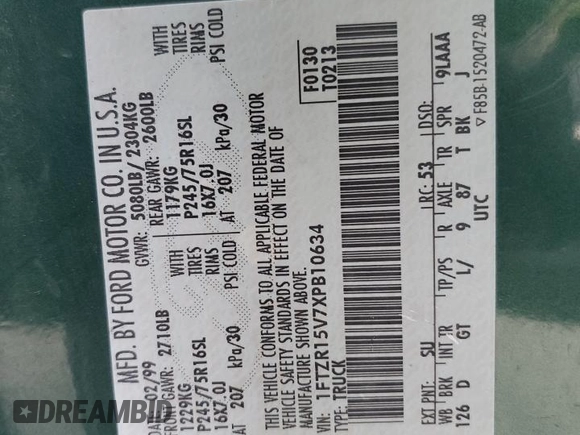 MFD. BY FORD MOTOR CO. IN U.S.A.
DATE: 02/99 GVWR: 5080LB/ 2304KG
FRONT GAWR: 2710LB REAR GAWR: 2600LB
1229KG WITH 1179KG WITH
P245/75R16SL TIRES P245/75R16SL TIRES
16X7.0J RIMS 16X7.0J RIMS
AT 207 kPa/30 PSI COLD AT 207 kPa/30 PSI COLD
THIS VEHICLE CONFORMS TO ALL APPLICABLE FEDERAL MOTOR
VEHICLE SAFETY STANDARDS IN EFFECT ON THE DATE OF
MANUFACTURE SHOWN ABOVE.
VIN: 1FTZR15V7XPB10634 F0130
TYPE: TRUCK T0213
EXT PNT: SU RC: 53 DSO:
WB BRK INT TR TP/PS R AXLE TR SPR
126 D GT L/ 9 87 T BK J 9LAAA
UTC
▽ F85B-1520472-AB
DREAMBID